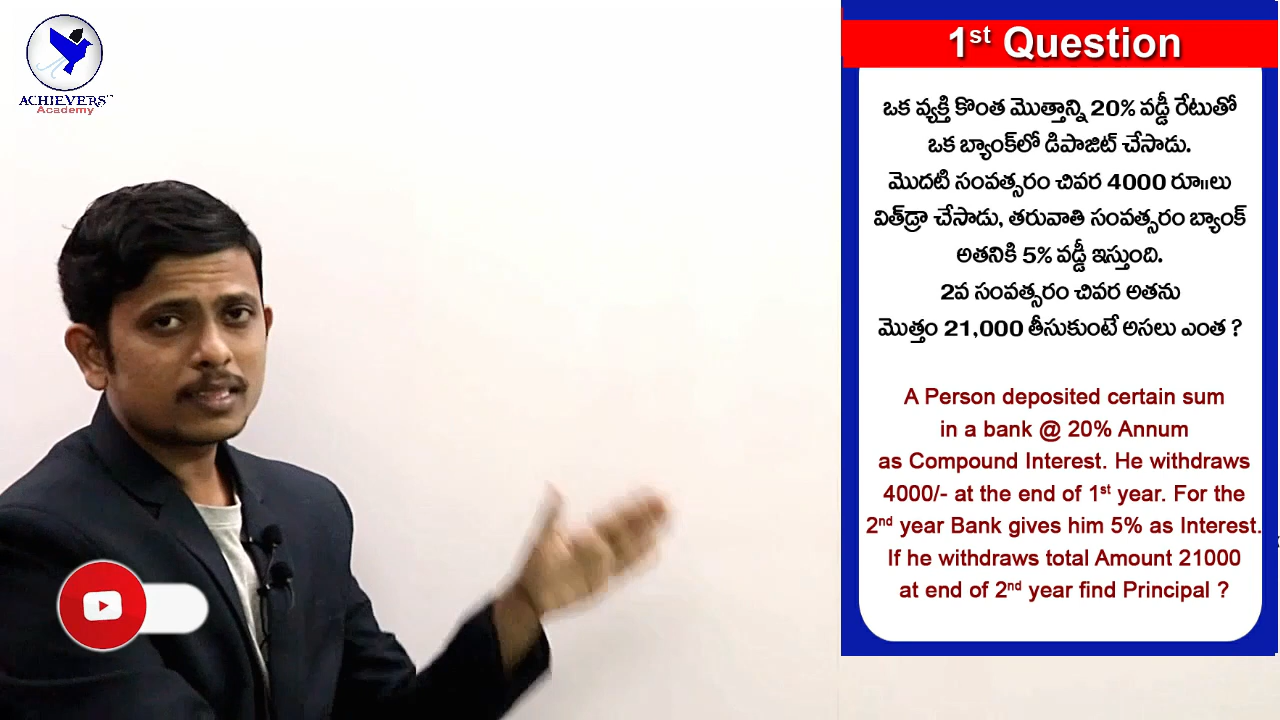 ACHIEVERS
Academy
1st Question
ఒక వ్యక్తి కొంత మొత్తాన్ని 20% వడ్డీ రేటుతో
ఒక బ్యాంక్‌లో డిపాజిట్ చేసాడు.
మొదటి సంవత్సరం చివర 4000 రూ॥లు
విత్‌డ్రా చేసాడు, తరువాతి సంవత్సరం బ్యాంక్
అతనికి 5% వడ్డీ ఇస్తుంది.
2వ సంవత్సరం చివర అతను
మొత్తం 21,000 తీసుకుంటే అసలు ఎంత ?
A Person deposited certain sum
in a bank @ 20% Annum
as Compound Interest. He withdraws
4000/- at the end of 1st year. For the
2nd year Bank gives him 5% as Interest.
If he withdraws total Amount 21000
at end of 2nd year find Principal ?